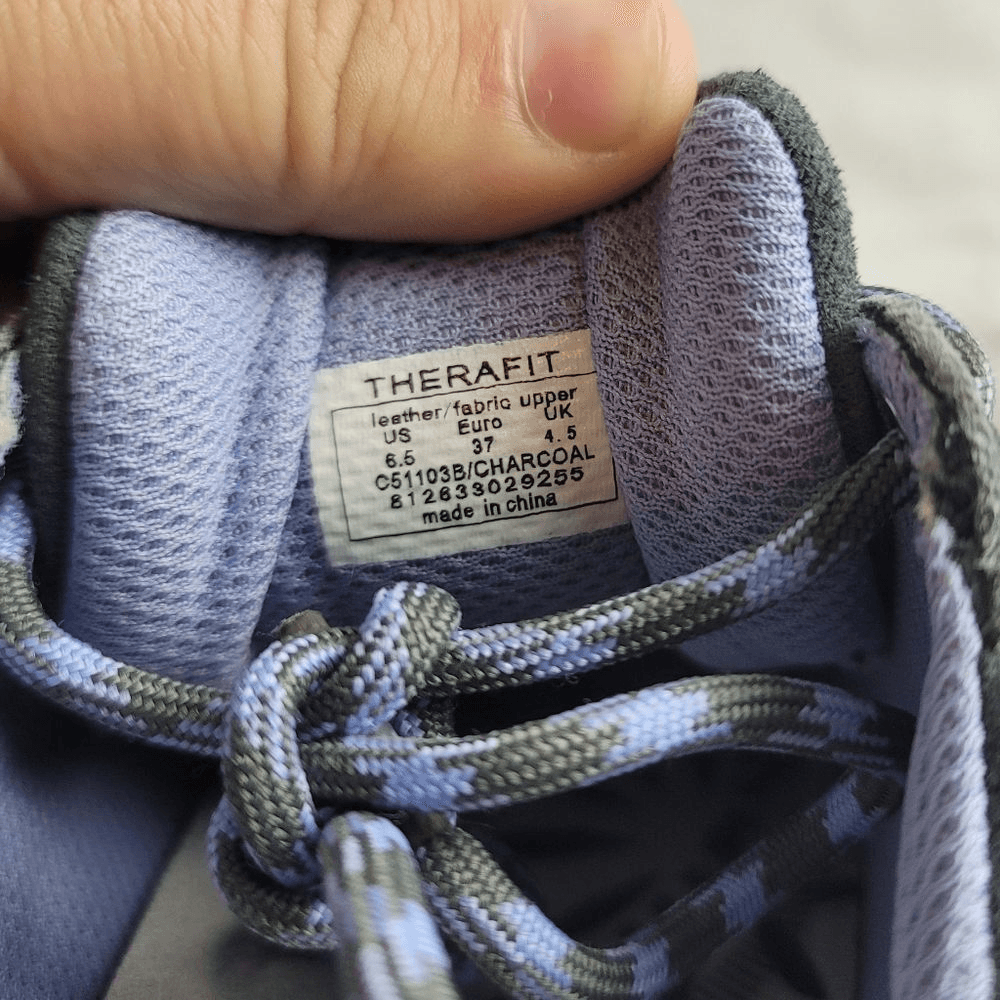 THERAFIT
leather/fabric upper
US Euro UK
6.5 37 4.5
C51103B/CHARCOAL
812633029255
made in china